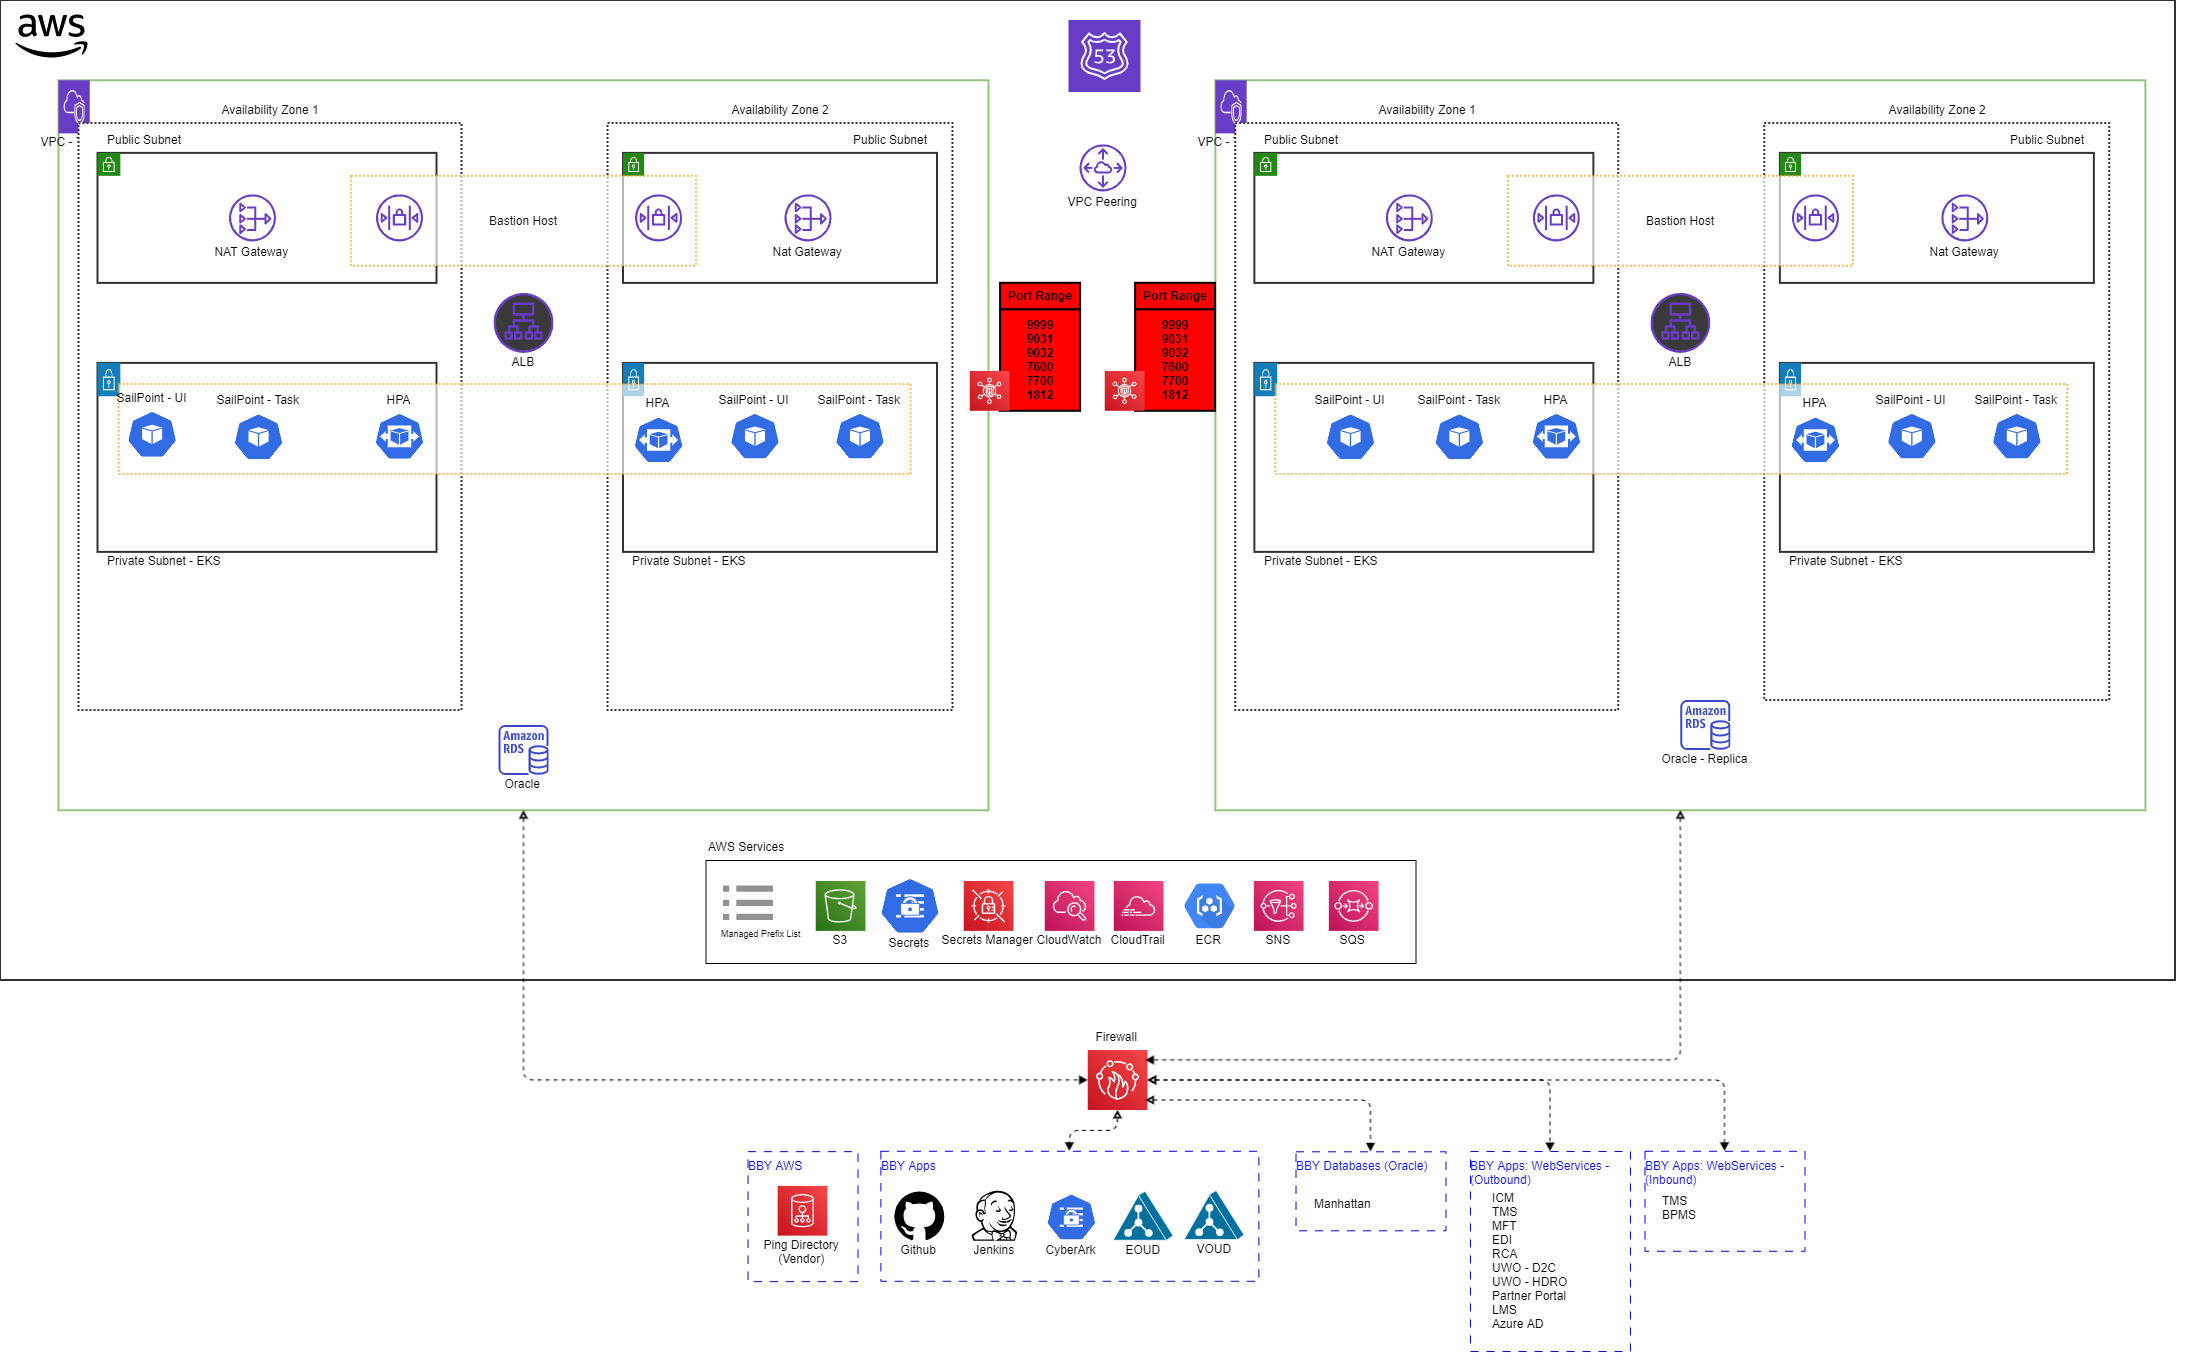 aws
53
VPC -
Availability Zone 1
Availability Zone 2
Public Subnet
Public Subnet
NAT Gateway
Bastion Host
Nat Gateway
ALB
SailPoint - UI
SailPoint - Task
HPA
HPA
SailPoint - UI
SailPoint - Task
Private Subnet - EKS
Private Subnet - EKS
Amazon
RDS
Oracle
VPC Peering
Port Range
9999
9031
9032
7600
7700
1812
Port Range
9999
9031
9032
7600
7700
1812
VPC -
Availability Zone 1
Availability Zone 2
Public Subnet
Public Subnet
NAT Gateway
Bastion Host
Nat Gateway
ALB
SailPoint - UI
SailPoint - Task
HPA
HPA
SailPoint - UI
SailPoint - Task
Private Subnet - EKS
Private Subnet - EKS
Amazon
RDS
Oracle - Replica
AWS Services
Managed Prefix List
S3
Secrets
Secrets Manager
CloudWatch
CloudTrail
ECR
SNS
SQS
Firewall
BBY AWS
Ping Directory
(Vendor)
BBY Apps
Github
Jenkins
CyberArk
EOUD
VOUD
BBY Databases (Oracle)
Manhattan
BBY Apps: WebServices -
(Outbound)
ICM
TMS
MFT
EDI
RCA
UWO - D2C
UWO - HDRO
Partner Portal
LMS
Azure AD
BBY Apps: WebServices -
(Inbound)
TMS
BPMS